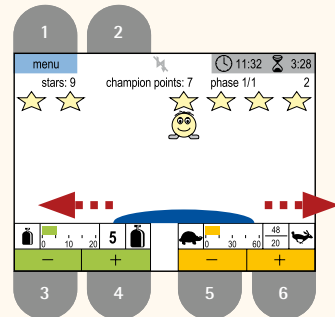 1 2
menu 11:32 3:28
stars: 9 champion points: 7 phase 1/1 2
0 10 20 5 0 30 60 48 20
− + − +
3 4 5 6